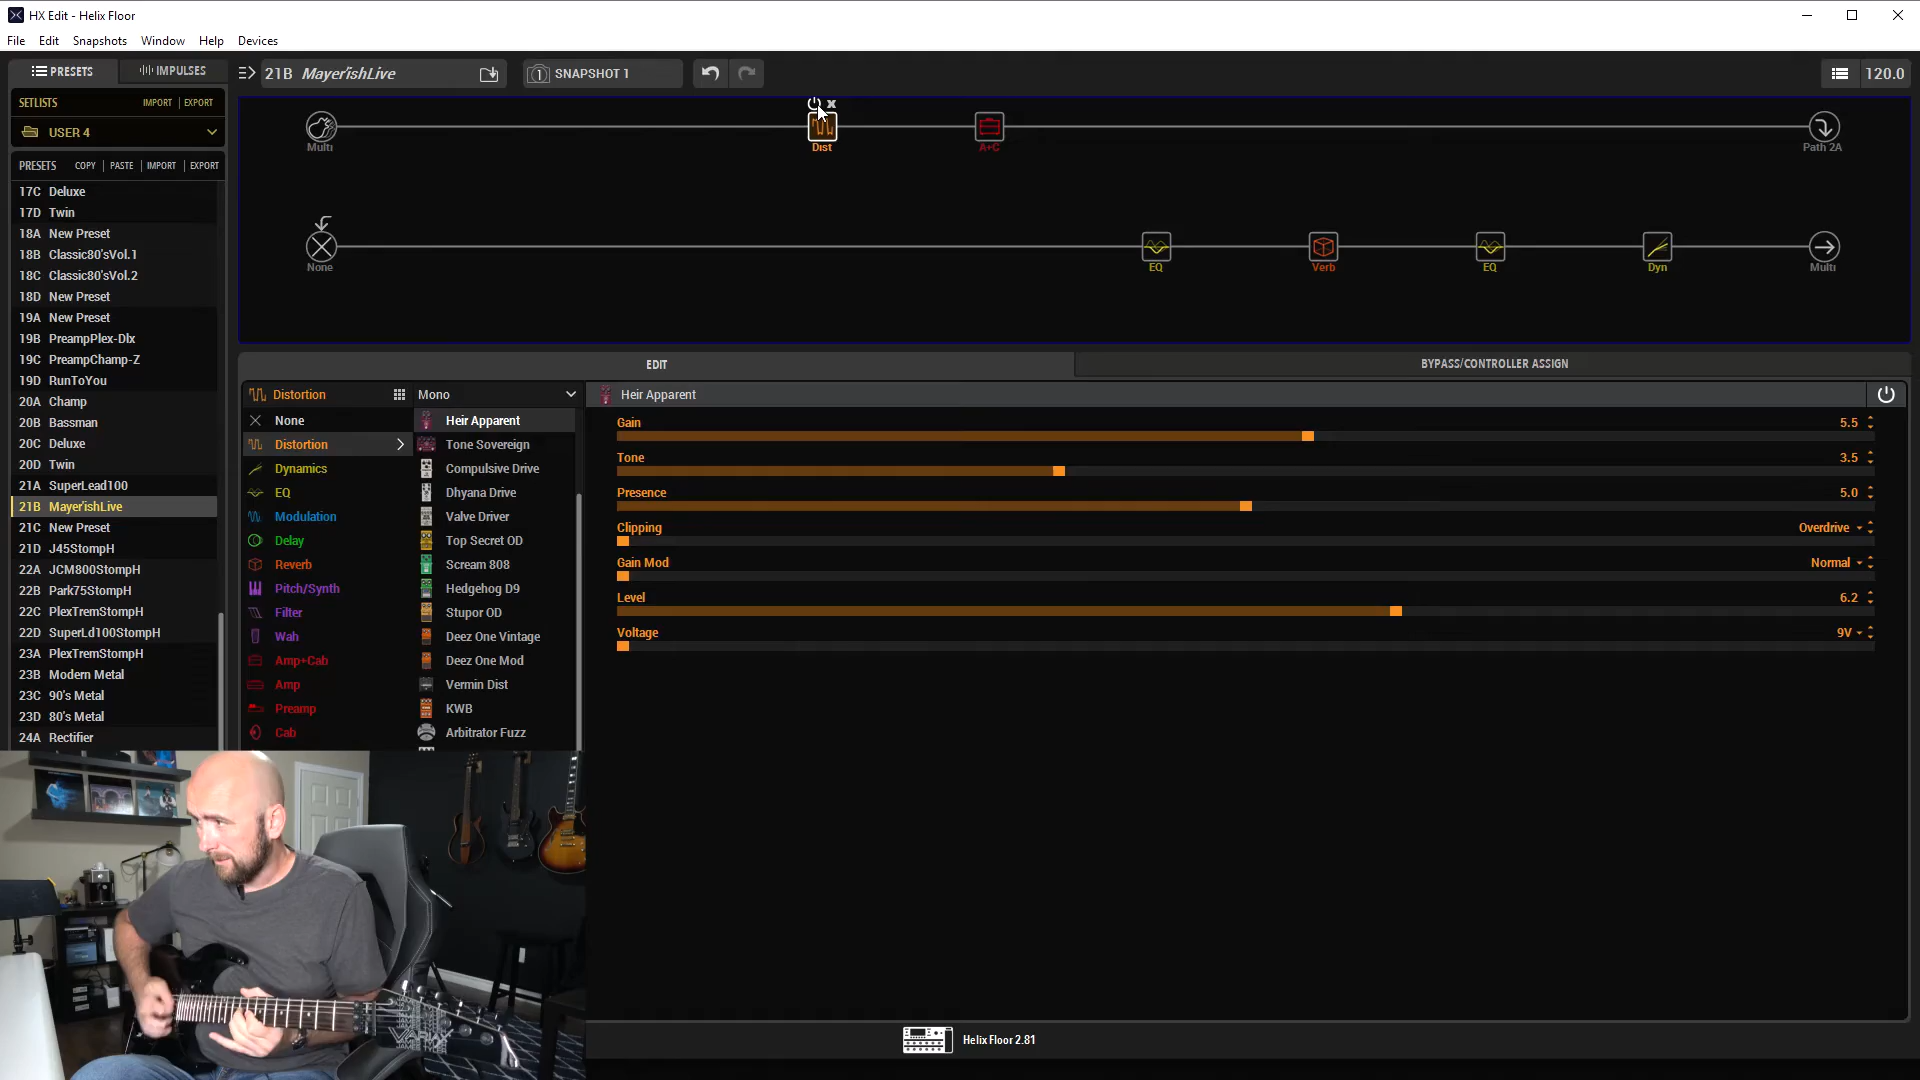 HX Edit - Helix Floor
File Edit Snapshots Window Help Devices
PRESETS IMPULSES
21B Mayer'ishLive SNAPSHOT 1 120.0
SETLISTS IMPORT | EXPORT
USER 4
PRESETS COPY | PASTE | IMPORT | EXPORT
17C Deluxe
17D Twin
18A New Preset
18B Classic80'sVol.1
18C Classic80'sVol.2
18D New Preset
19A New Preset
19B PreampPlex-Dlx
19C PreampChamp-Z
19D RunToYou
20A Champ
20B Bassman
20C Deluxe
20D Twin
21A SuperLead100
21B Mayer'ishLive
21C New Preset
21D J45StompH
22A JCM800StompH
22B Park75StompH
22C PlexTremStompH
22D SuperLd100StompH
23A PlexTremStompH
23B Modern Metal
23C 90's Metal
23D 80's Metal
24A Rectifier
Multi Dist A+C Path 2A
None EQ Verb EQ Dyn Multi
EDIT BYPASS/CONTROLLER ASSIGN
Distortion Mono
None
Distortion
Dynamics
EQ
Modulation
Delay
Reverb
Pitch/Synth
Filter
Wah
Amp+Cab
Amp
Preamp
Cab
Heir Apparent
Tone Sovereign
Compulsive Drive
Dhyana Drive
Valve Driver
Top Secret OD
Scream 808
Hedgehog D9
Stupor OD
Deez One Vintage
Deez One Mod
Vermin Dist
KWB
Arbitrator Fuzz
Heir Apparent
Gain 5.5
Tone 3.5
Presence 5.0
Clipping Overdrive
Gain Mod Normal
Level 6.2
Voltage 9V
Helix Floor 2.81